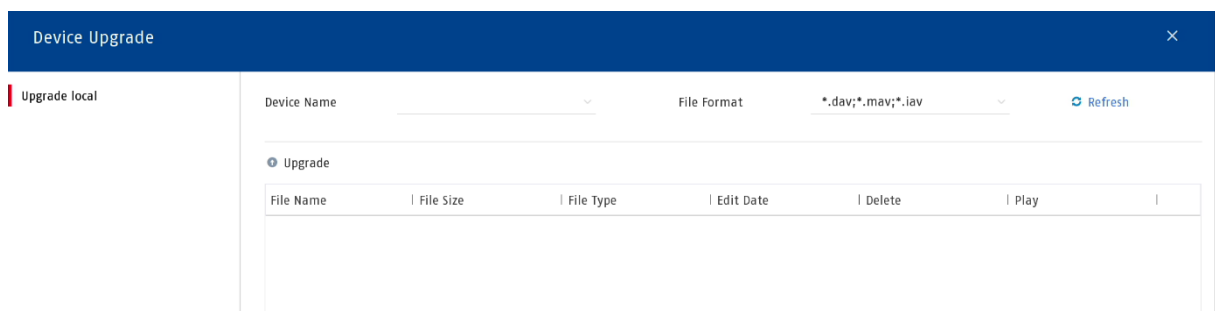 Device Upgrade
Upgrade local
Device Name
File Format *.dav;*.mav;*.iav Refresh
Upgrade
File Name File Size File Type Edit Date Delete Play